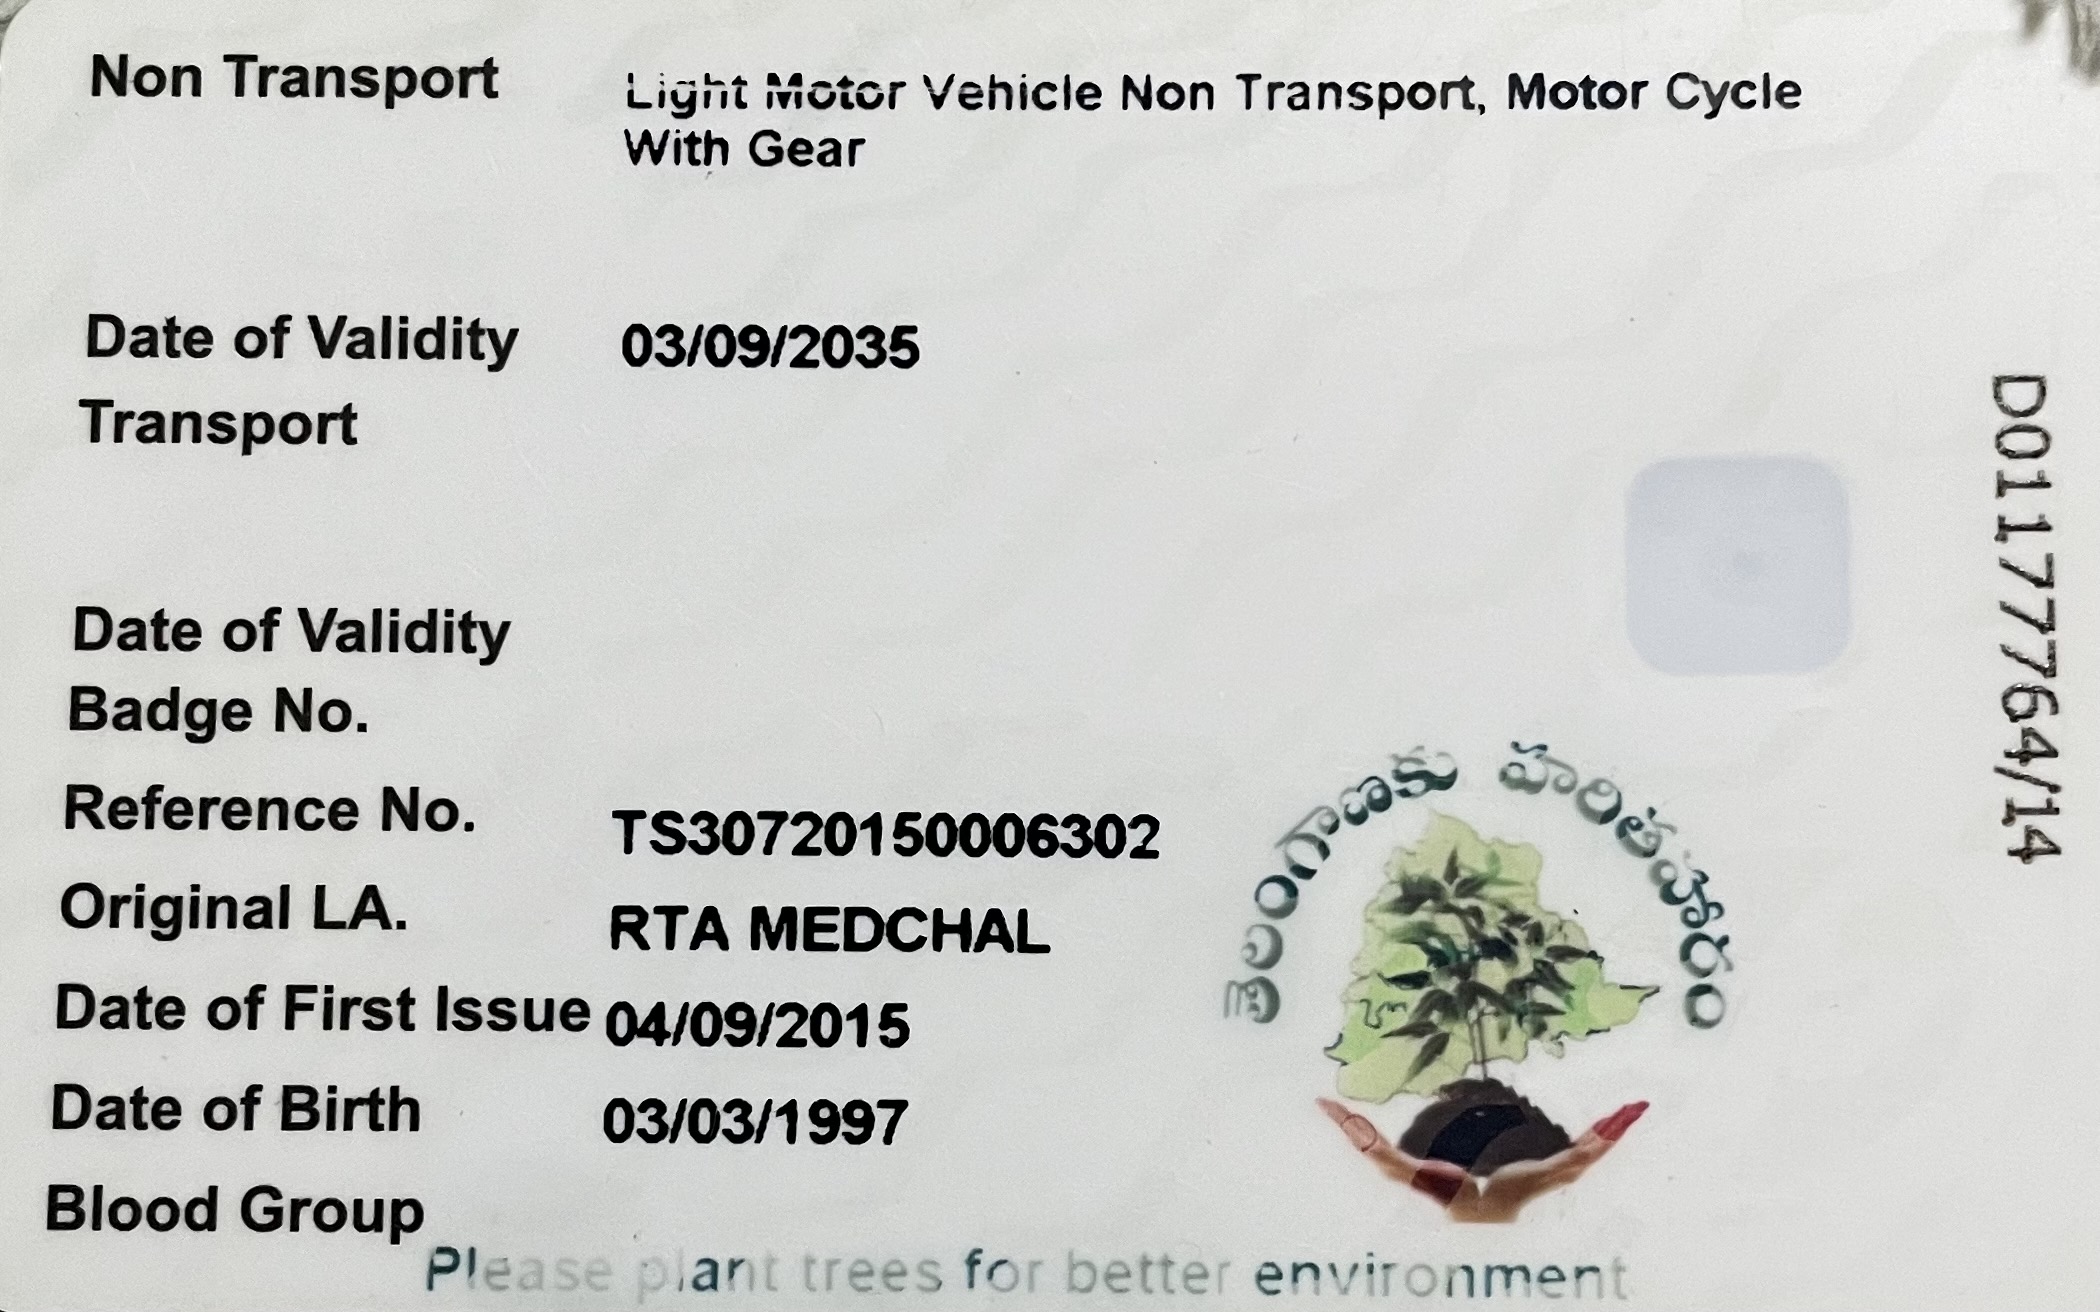 Non Transport Light Motor Vehicle Non Transport, Motor Cycle
With Gear
Date of Validity 03/09/2035
Transport
Date of Validity
Badge No.
Reference No. TS30720150006302
Original LA. RTA MEDCHAL
Date of First Issue 04/09/2015
Date of Birth 03/03/1997
Blood Group
తెలంగాణకు హరితహారం
Please plant trees for better environment
D01177764/14